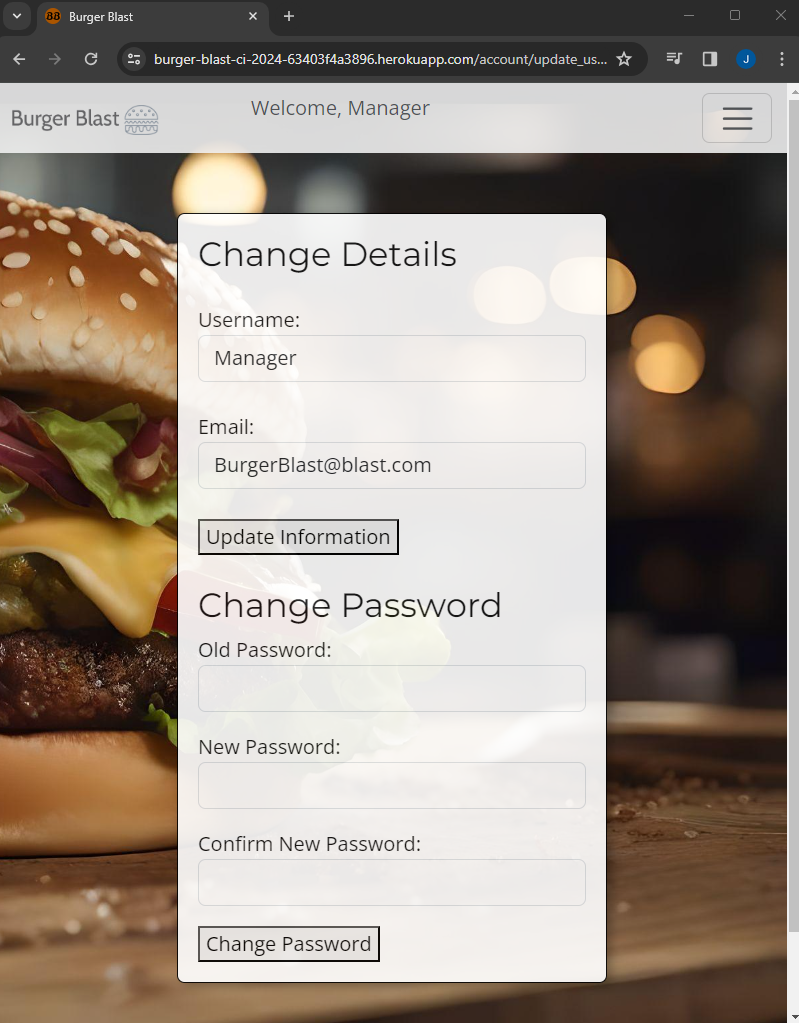 Burger Blast
burger-blast-ci-2024-63403f4a3896.herokuapp.com/account/update_us...
J
Burger Blast
Welcome, Manager
Change Details
Username:
Manager
Email:
BurgerBlast@blast.com
Update Information
Change Password
Old Password:
New Password:
Confirm New Password:
Change Password